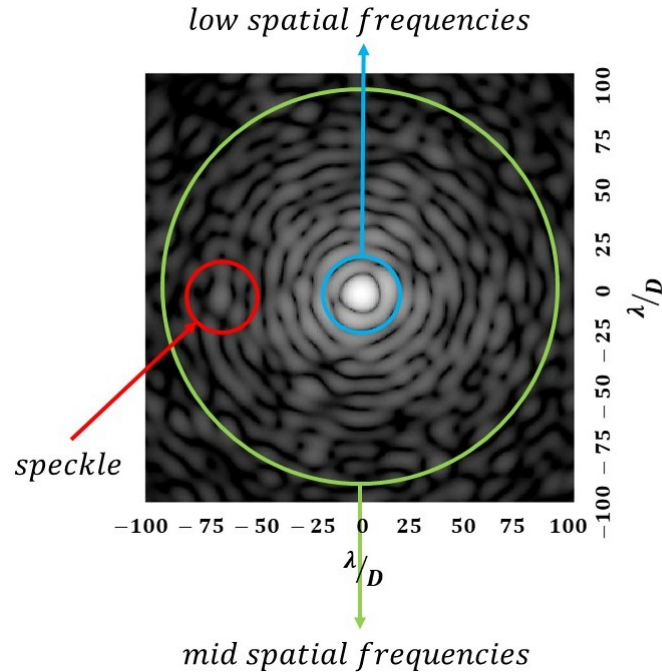 low spatial frequencies
100
75
50
25
0
−25
−50
−75
−100
λ/D
speckle
−100 −75 −50 −25 0 25 50 75 100
λ/D
mid spatial frequencies